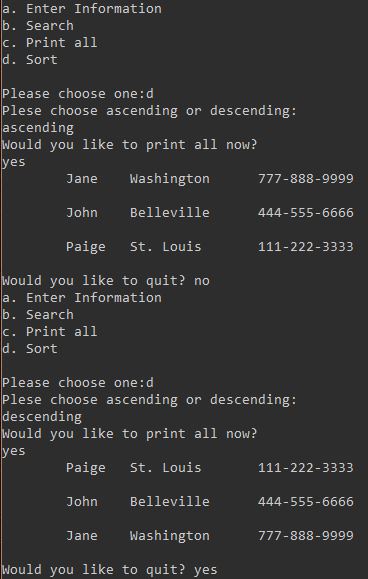 a. Enter Information
b. Search
c. Print all
d. Sort
Please choose one:d
Plese choose ascending or descending:
ascending
Would you like to print all now?
yes
Jane Washington 777-888-9999
John Belleville 444-555-6666
Paige St. Louis 111-222-3333
Would you like to quit? no
a. Enter Information
b. Search
c. Print all
d. Sort
Please choose one:d
Plese choose ascending or descending:
descending
Would you like to print all now?
yes
Paige St. Louis 111-222-3333
John Belleville 444-555-6666
Jane Washington 777-888-9999
Would you like to quit? yes